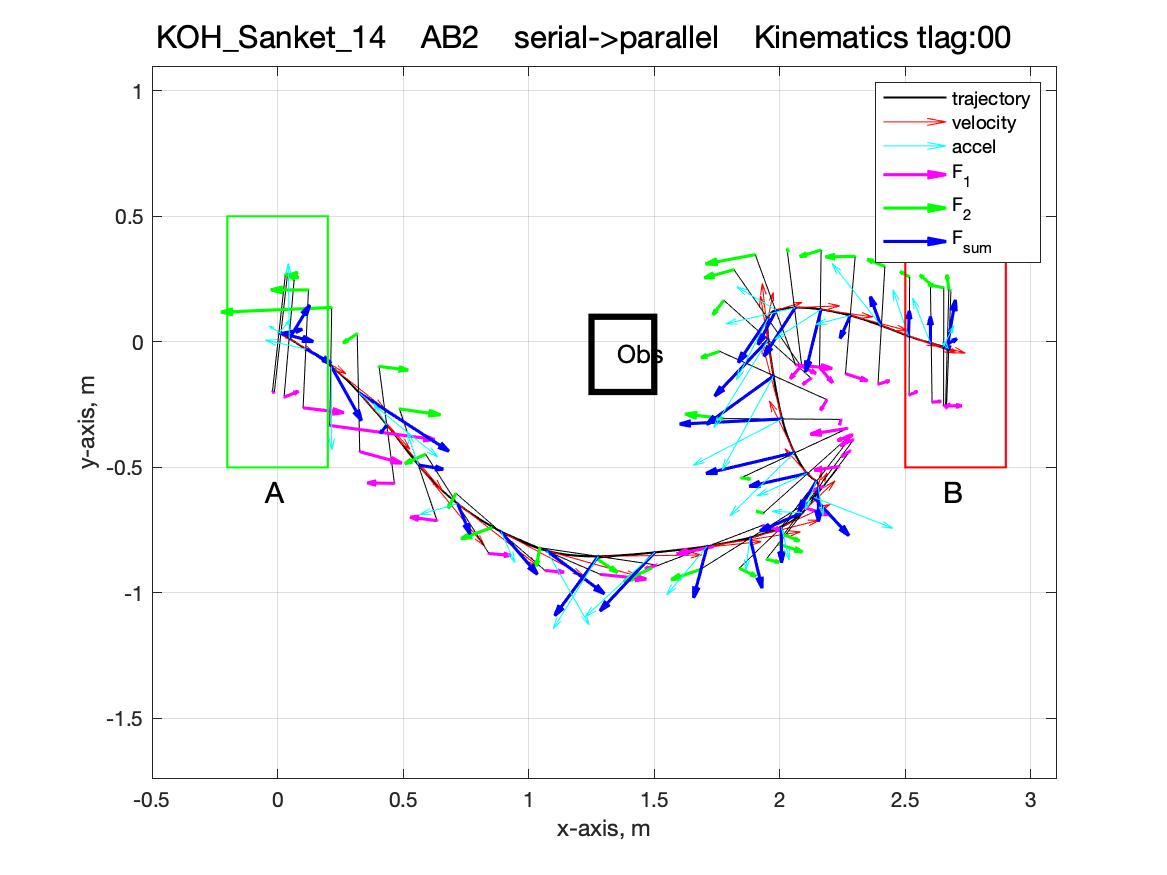 KOH_Sanket_14 AB2 serial->parallel Kinematics tlag:00
trajectory
velocity
accel
F1
F2
Fsum
1
0.5
0
-0.5
-1
-1.5
y-axis, m
Obs
A
B
-0.5 0 0.5 1 1.5 2 2.5 3
x-axis, m